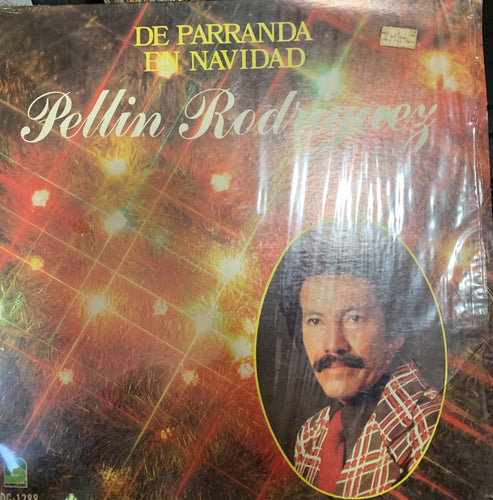 DE PARRANDA
EN NAVIDAD
Pellin Rodriguez